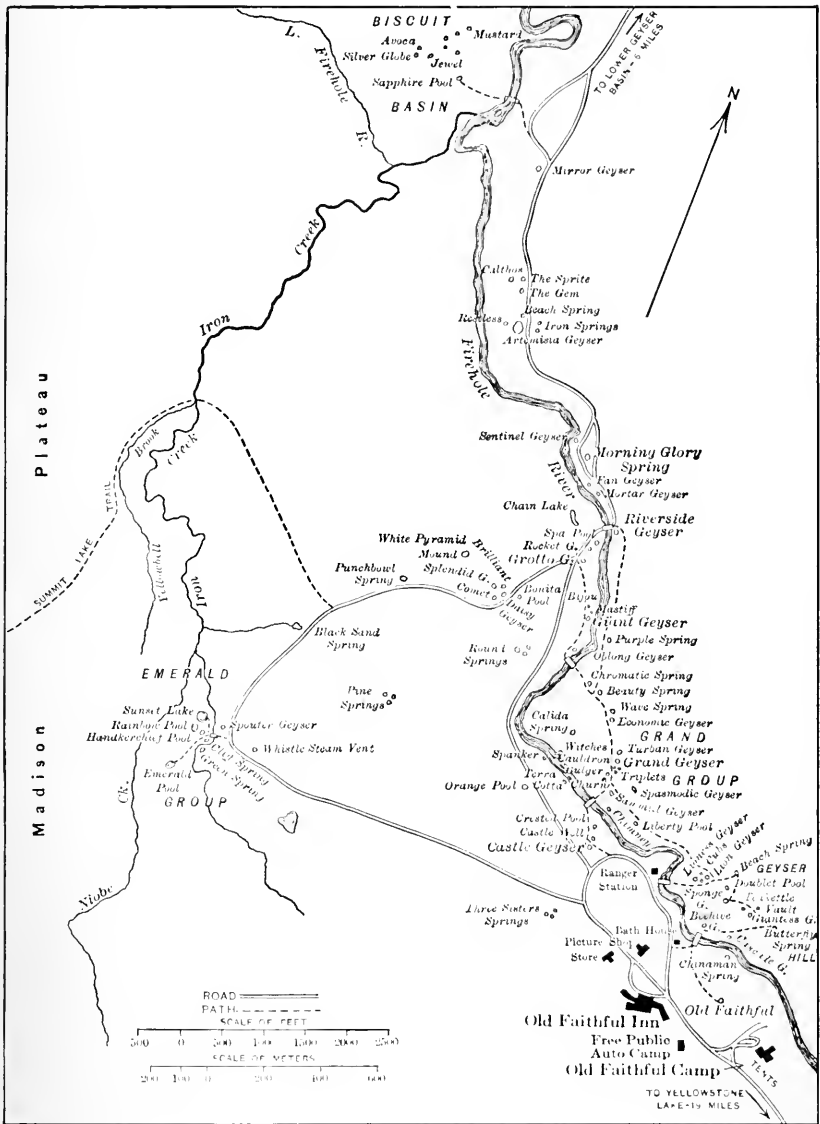 BISCUIT
L. Firehole R.
Avoca
Mustard
Silver Globe
Jewel
Sapphire Pool
BASIN
TO LOWER GEYSER
BASIN-5 MILES
N
Mirror Geyser
Creek
Iron
Calthos
The Sprite
The Gem
Beach Spring
Restless
Iron Springs
Artemisia Geyser
Firehole
River
Plateau
Madison
Brook
Creek
SUMMIT LAKE TRAIL
Iron
Sentinel Geyser
Morning Glory
Spring
Fan Geyser
Mortar Geyser
Chain Lake
Riverside
Geyser
Spa Pool
Rocket G.
Grotto G.
White Pyramid
Mound
Splendid G.
Brilliant
Punchbowl
Spring
Comet
Daisy
Geyser
Bonita
Pool
Bijou
Mastiff
Giant Geyser
Black Sand
Spring
Round
Springs
Purple Spring
Oblong Geyser
EMERALD
Chromatic Spring
Beauty Spring
Pine
Springs
Wave Spring
Economic Geyser
Sunset Lake
Rainbow Pool
Handkerchief Pool
Spouter Geyser
Calida
Spring
GRAND
Whistle Steam Vent
Witches
Cauldron
Turban Geyser
Spanker
Grand Geyser
Cliff Spring
Green Spring
Terra
Cotta
Triplets
GROUP
Emerald
Pool
GROUP
Orange Pool
Churn
Spasmodic Geyser
Sawmill Geyser
Chimney
Crested Pool
Liberty Pool
Castle Well
Castle Geyser
Lioness Geyser
Cubs
Lion Geyser
Beach Spring
GEYSER
Ranger
Station
Doublet Pool
Sponge
G.
Teakettle
Vault
Giantess G.
Niobe
Ck.
Three Sisters
Springs
Bath House
Beehive
G.
Butterfly
Spring
HILL
Picture Shop
Store
Chinaman
Spring
Old Faithful
ROAD
PATH
SCALE OF FEET
500 0 500 1000 1500 2000 2500
SCALE OF METERS
200 100 0 200 400 600
Old Faithful Inn
Free Public
Auto Camp
Old Faithful Camp
TENTS
TO YELLOWSTONE
LAKE-19 MILES